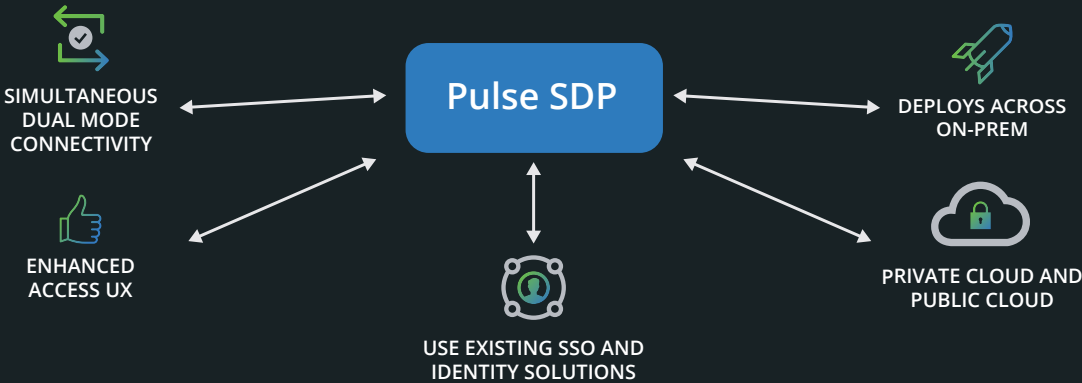 Pulse SDP
SIMULTANEOUS
DUAL MODE
CONNECTIVITY
DEPLOYS ACROSS
ON-PREM
ENHANCED
ACCESS UX
PRIVATE CLOUD AND
PUBLIC CLOUD
USE EXISTING SSO AND
IDENTITY SOLUTIONS